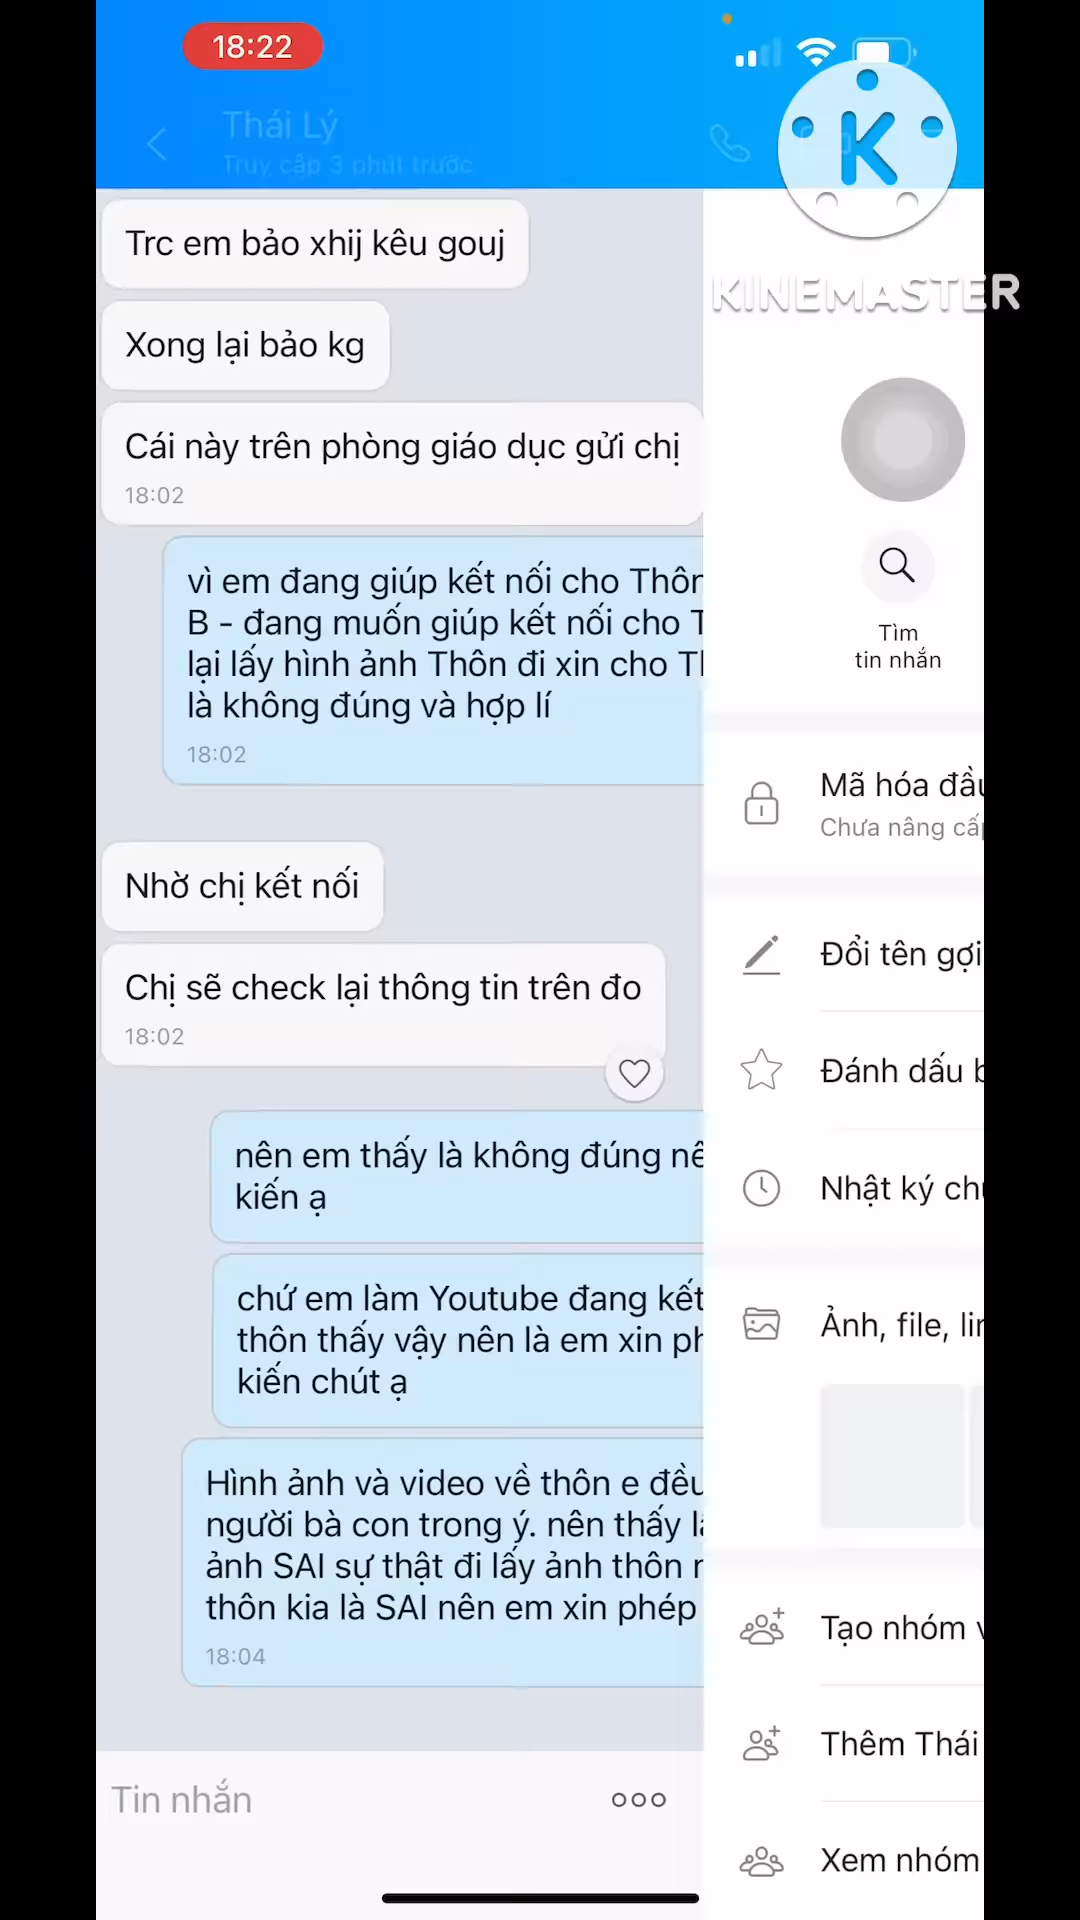 18:22
Thái Lý
Truy cập 3 phút trước
K
KINEMASTER
Trc em bảo xhij kêu gouj
Xong lại bảo kg
Cái này trên phòng giáo dục gửi chị
18:02
vì em đang giúp kết nối cho Thôn
B - đang muốn giúp kết nối cho T
lại lấy hình ảnh Thôn đi xin cho Th
là không đúng và hợp lí
18:02
Nhờ chị kết nối
Chị sẽ check lại thông tin trên đo
18:02
nên em thấy là không đúng nê
kiến ạ
chứ em làm Youtube đang kết
thôn thấy vậy nên là em xin ph
kiến chút ạ
Hình ảnh và video về thôn e đều
người bà con trong ý. nên thấy lấ
ảnh SAI sự thật đi lấy ảnh thôn
thôn kia là SAI nên em xin phép
18:04
Tin nhắn
Tìm
tin nhắn
Mã hóa đầu
Chưa nâng cấp
Đổi tên gợi
Đánh dấu b
Nhật ký chu
Ảnh, file, lin
Tạo nhóm v
Thêm Thái
Xem nhóm